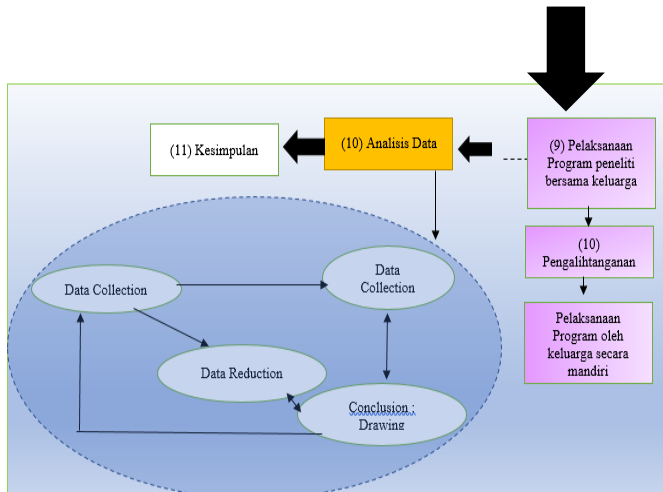 (11) Kesimpulan
(10) Analisis Data
(9) Pelaksanaan
Program peneliti
bersama keluarga
(10)
Pengalihtanganan
Pelaksanaan
Program oleh
keluarga secara
mandiri
Data Collection
Data
Collection
Data Reduction
Conclusion :
Drawing